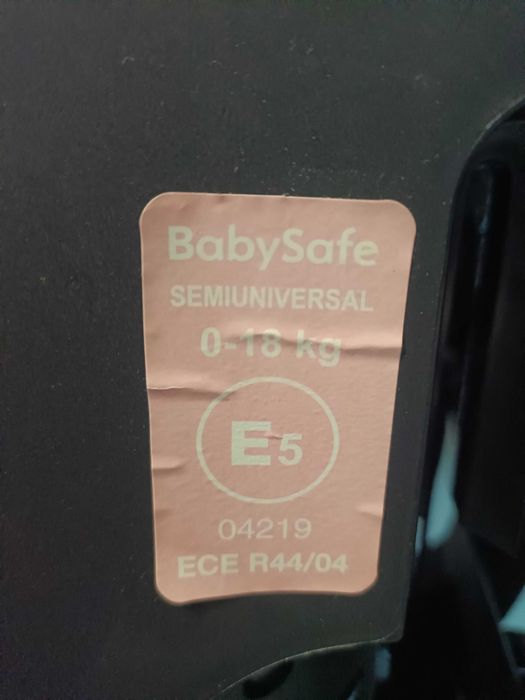 BabySafe
SEMIUNIVERSAL
0-18 kg
E5
04219
ECE R44/04